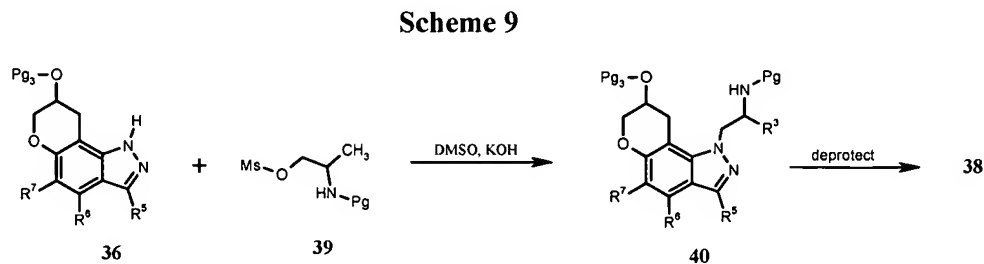 Scheme 9
Pg₃ O
H
O
N
N
R⁷
R⁶
R⁵
36
+
Ms
O
CH₃
HN
Pg
39
DMSO, KOH
Pg₃ O
HN Pg
R³
O
N
N
R⁷
R⁶
R⁵
40
deprotect
38